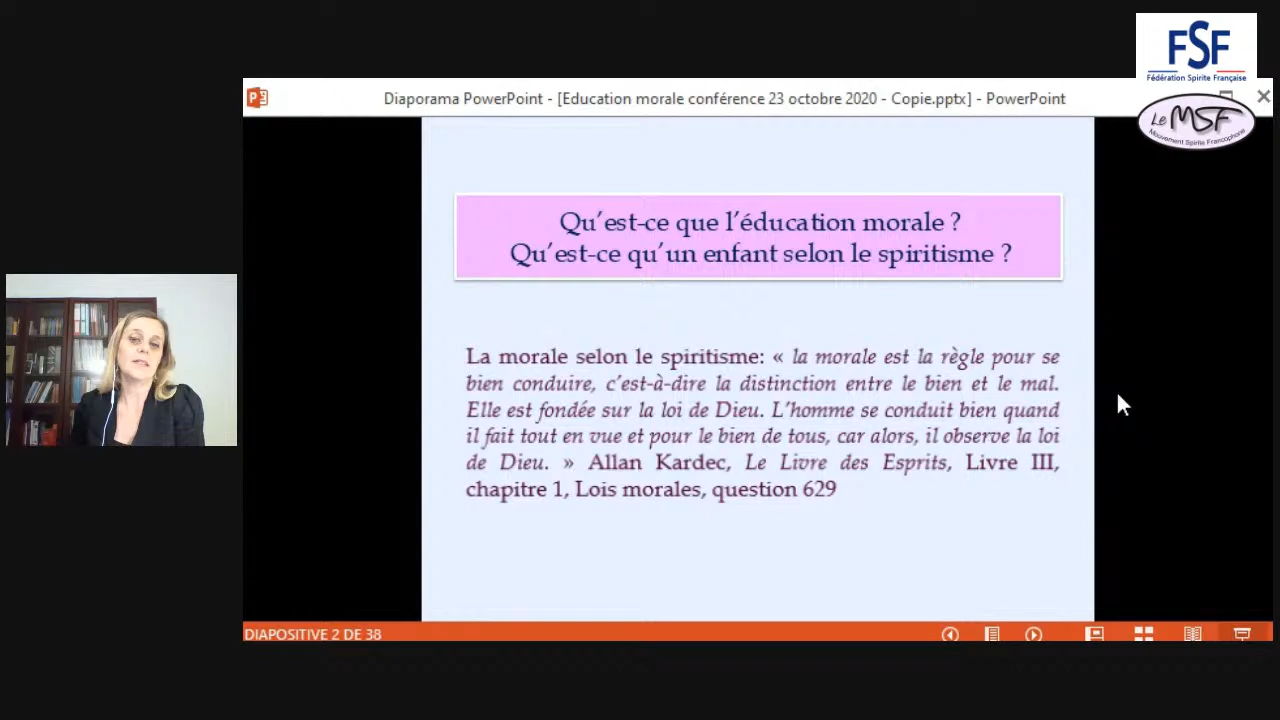 FSF
Fédération Spirite Française
Le MSF
Mouvement Spirite Francophone
Diaporama PowerPoint - [Education morale conférence 23 octobre 2020 - Copie.pptx] - PowerPoint
Qu’est-ce que l’éducation morale ?
Qu’est-ce qu’un enfant selon le spiritisme ?
La morale selon le spiritisme: « la morale est la règle pour se
bien conduire, c’est-à-dire la distinction entre le bien et le mal.
Elle est fondée sur la loi de Dieu. L’homme se conduit bien quand
il fait tout en vue et pour le bien de tous, car alors, il observe la loi
de Dieu. » Allan Kardec, Le Livre des Esprits, Livre III,
chapitre 1, Lois morales, question 629
DIAPOSITIVE 2 DE 38